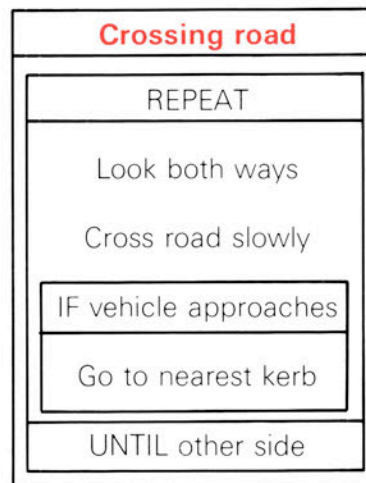 Crossing road
REPEAT
Look both ways
Cross road slowly
IF vehicle approaches
Go to nearest kerb
UNTIL other side